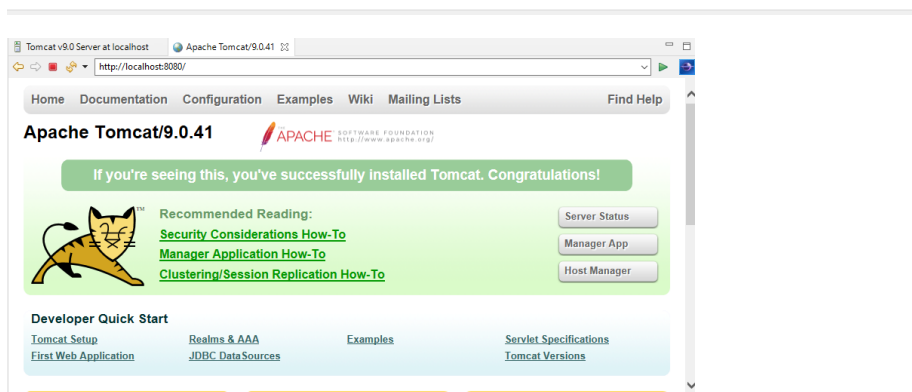 Tomcat v9.0 Server at localhost Apache Tomcat/9.0.41
http://localhost:8080/
Home Documentation Configuration Examples Wiki Mailing Lists Find Help
Apache Tomcat/9.0.41
APACHE SOFTWARE FOUNDATION
http://www.apache.org/
If you're seeing this, you've successfully installed Tomcat. Congratulations!
TM
Recommended Reading:
Security Considerations How-To
Manager Application How-To
Clustering/Session Replication How-To
Server Status
Manager App
Host Manager
Developer Quick Start
Tomcat Setup Realms & AAA Examples Servlet Specifications
First Web Application JDBC DataSources Tomcat Versions